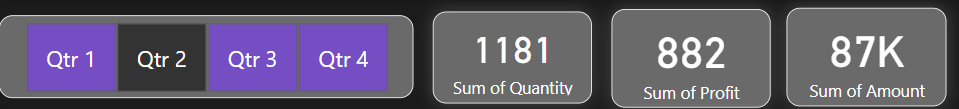 Qtr 1 Qtr 2 Qtr 3 Qtr 4
1181
Sum of Quantity
882
Sum of Profit
87K
Sum of Amount